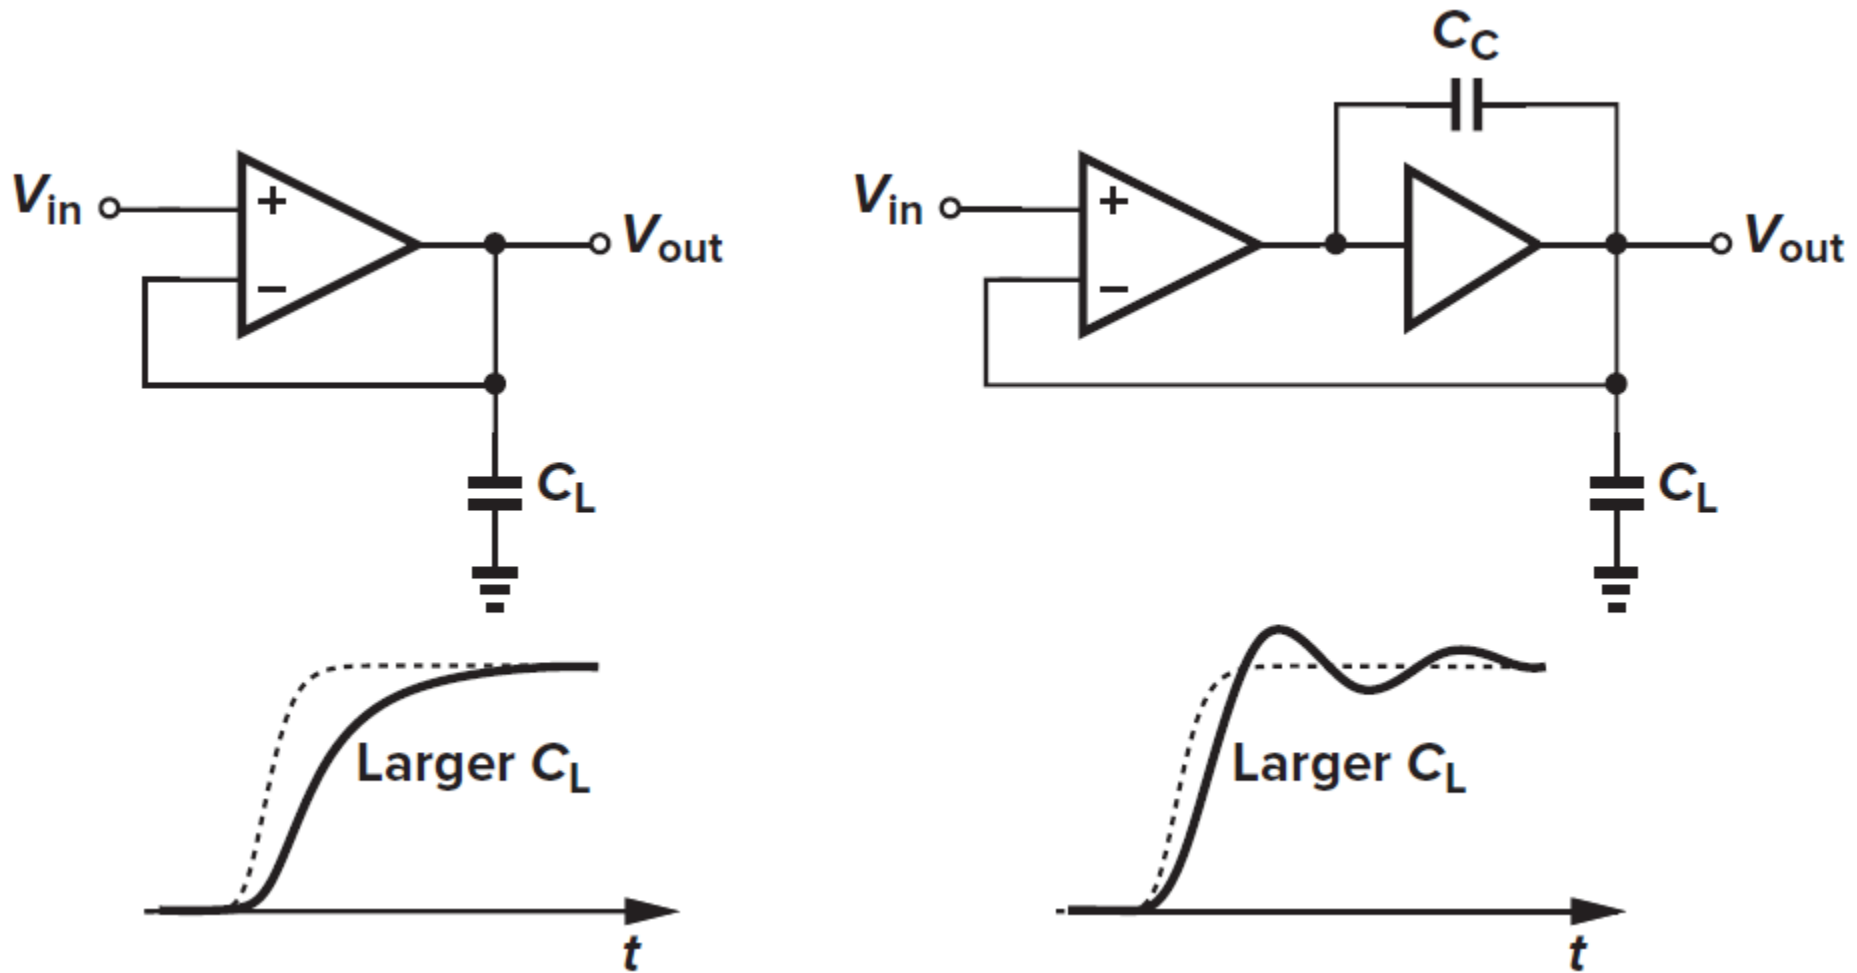 C_C
V_in
+
−
V_out
C_L
V_in
+
−
V_out
C_L
Larger C_L
t
Larger C_L
t